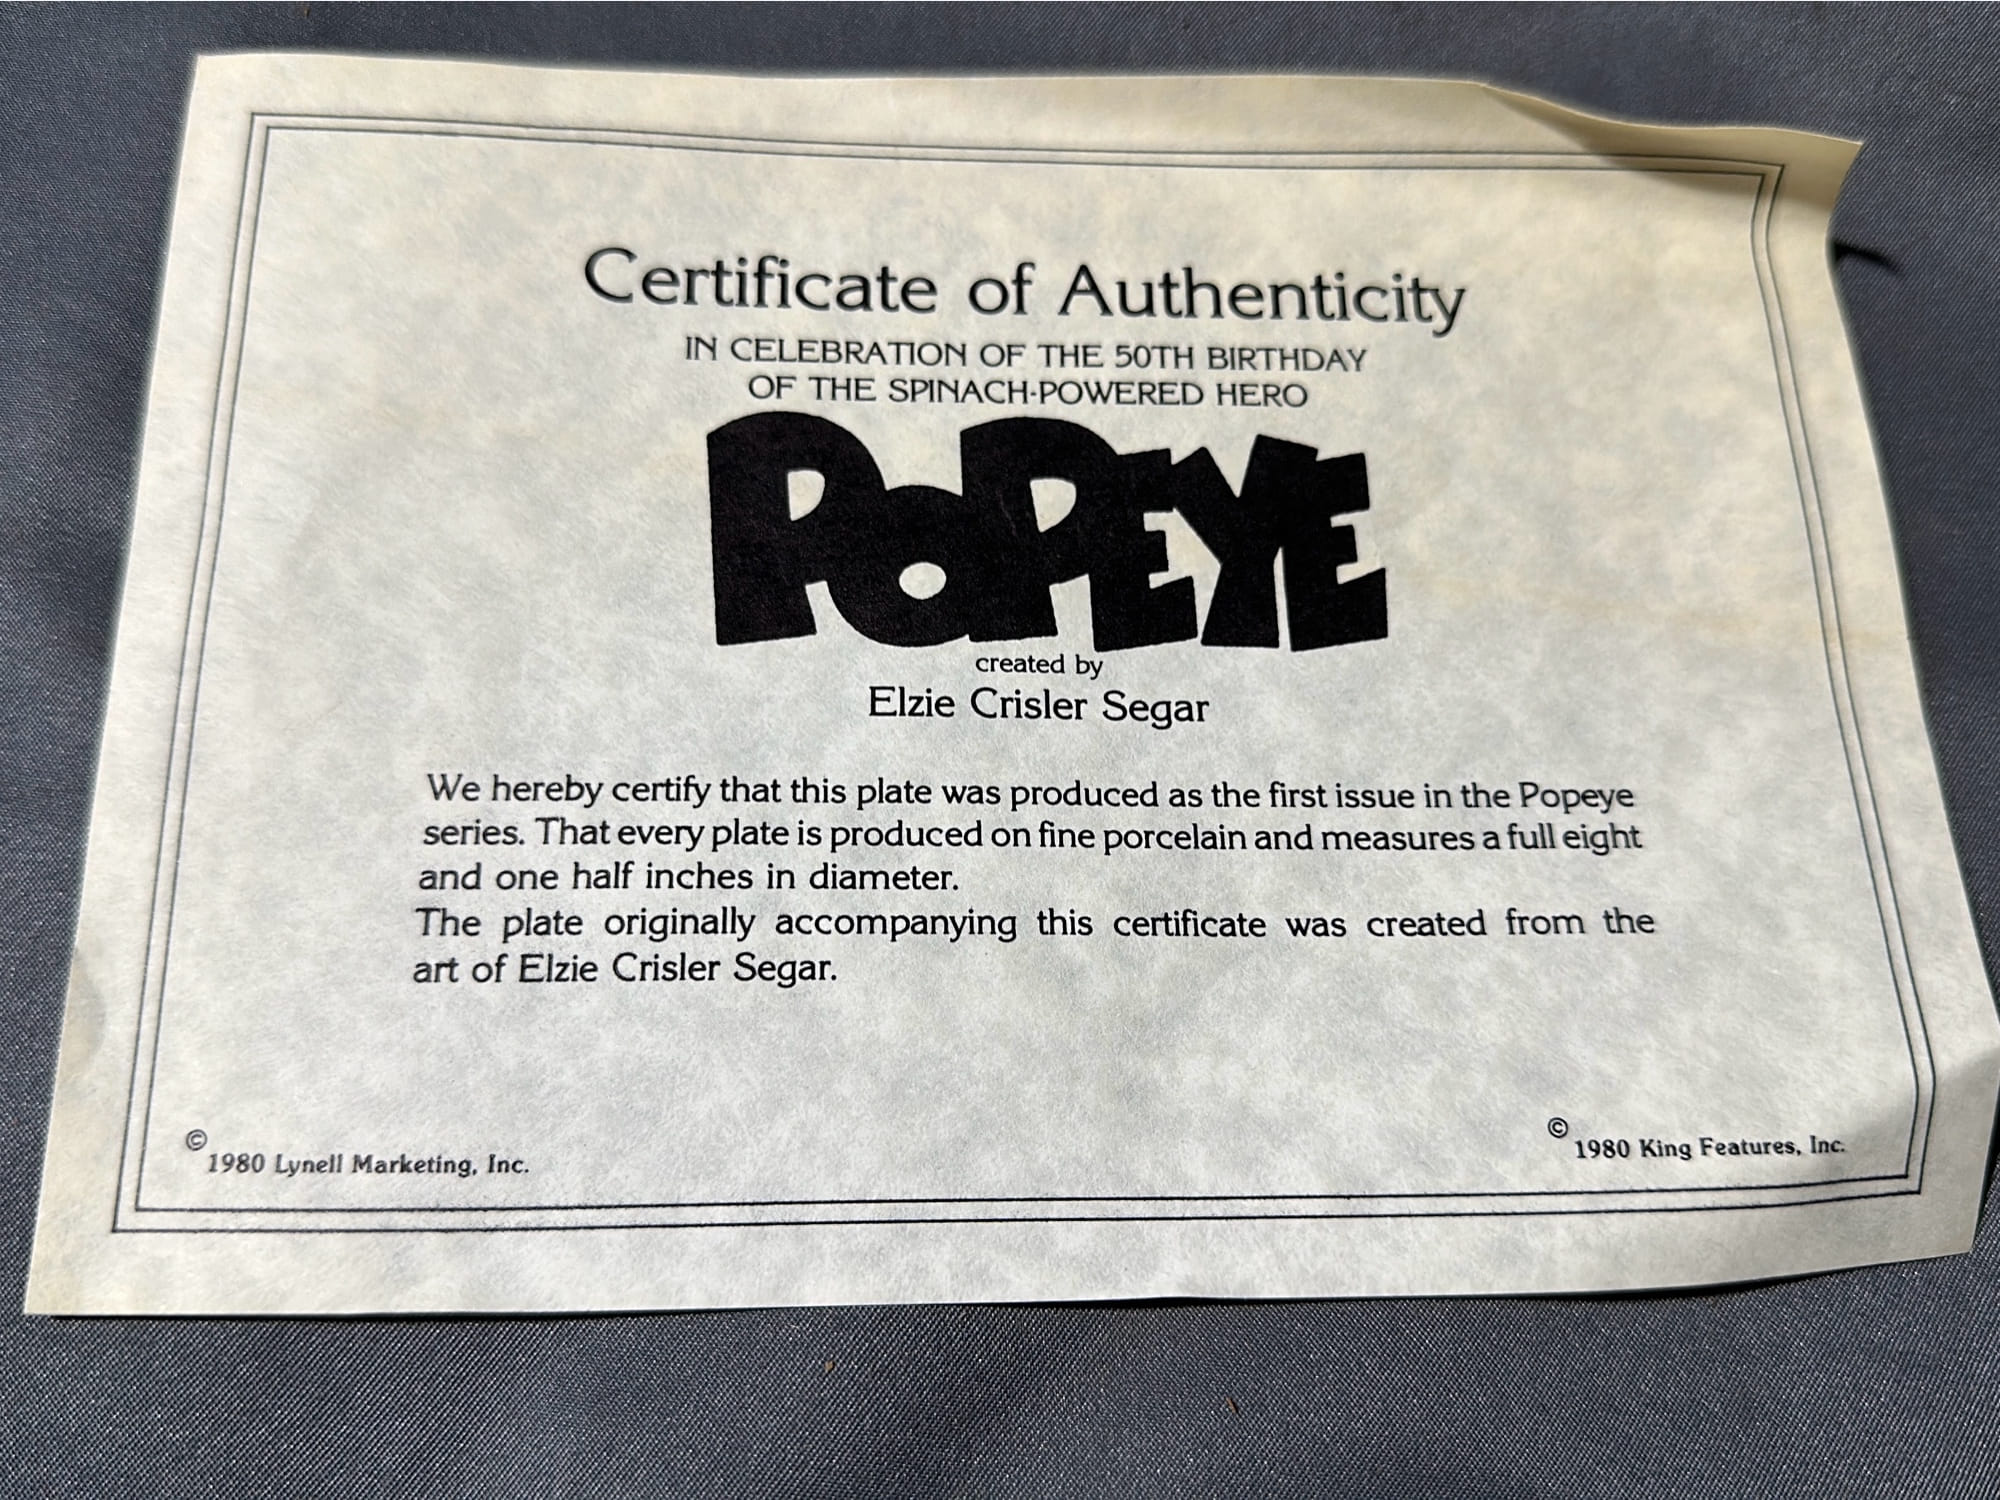 Certificate of Authenticity
IN CELEBRATION OF THE 50TH BIRTHDAY
OF THE SPINACH-POWERED HERO
POPEYE
created by
Elzie Crisler Segar
We hereby certify that this plate was produced as the first issue in the Popeye
series. That every plate is produced on fine porcelain and measures a full eight
and one half inches in diameter.
The plate originally accompanying this certificate was created from the
art of Elzie Crisler Segar.
© 1980 Lynell Marketing, Inc.
© 1980 King Features, Inc.